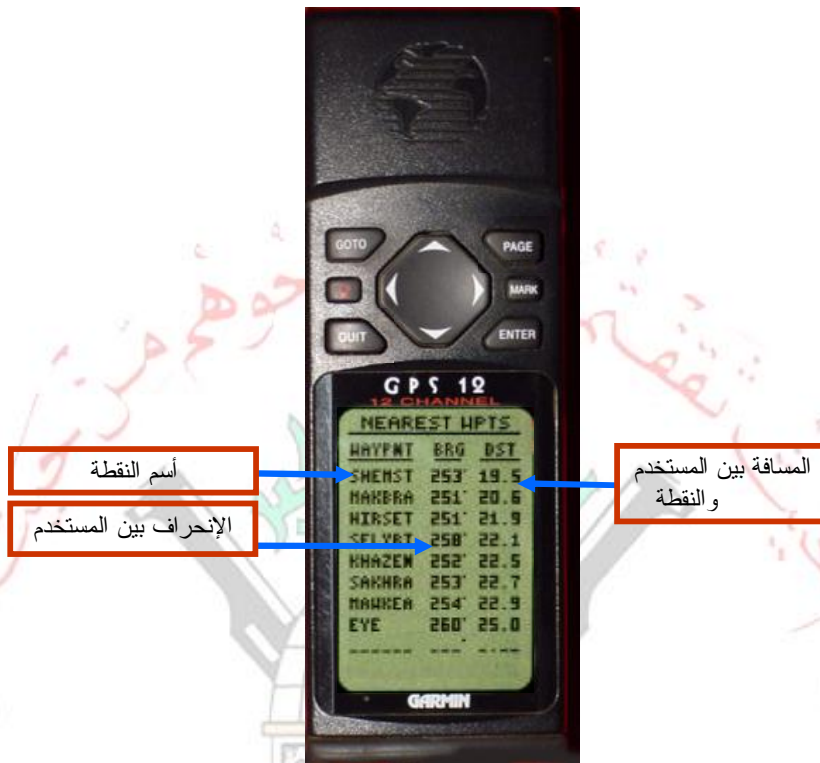 GOTO
PAGE
MARK
QUIT
ENTER
GPS 12
12 CHANNEL
NEAREST WPTS
WAYPNT BRG DST
SHEMST 253° 19.5
MAKBRA 251° 20.6
251° 21.9
258° 22.1
KHAZEN 252° 22.5
SAKHRA 253° 22.7
MAWKEA 254° 22.9
EYE 260° 25.0
------ --- --.--
GARMIN
أسم النقطة
الإنحراف بين المستخدم
المسافة بين المستخدم
والنقطة